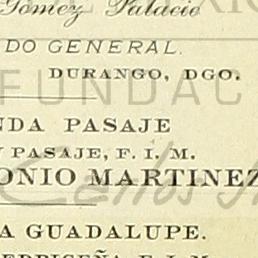 Gómez Palacio
DO GENERAL.
DURANGO, DGO.
FUNDAC
NDA PASAJE
PASAJE, F. I. M.
ONIO MARTINEZ
A GUADALUPE.